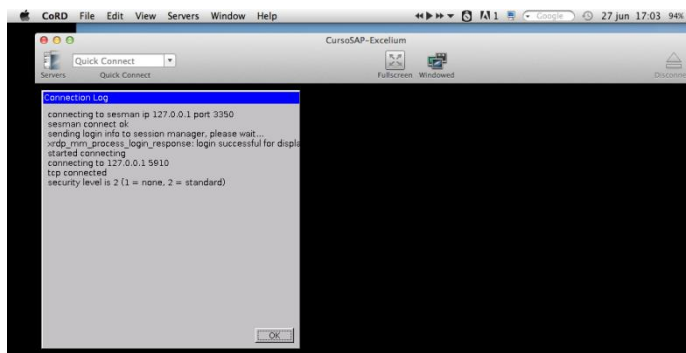 CoRD File Edit View Servers Window Help 1 Google 27 jun 17:03 94%
CursoSAP-Excelium
Quick Connect
Servers Quick Connect Fullscreen Windowed Disconne
Connection Log
connecting to sesman ip 127.0.0.1 port 3350
sesman connect ok
sending login info to session manager, please wait...
xrdp_mm_process_login_response: login successful for displa
started connecting
connecting to 127.0.0.1 5910
tcp connected
security level is 2 (1 = none, 2 = standard)
OK